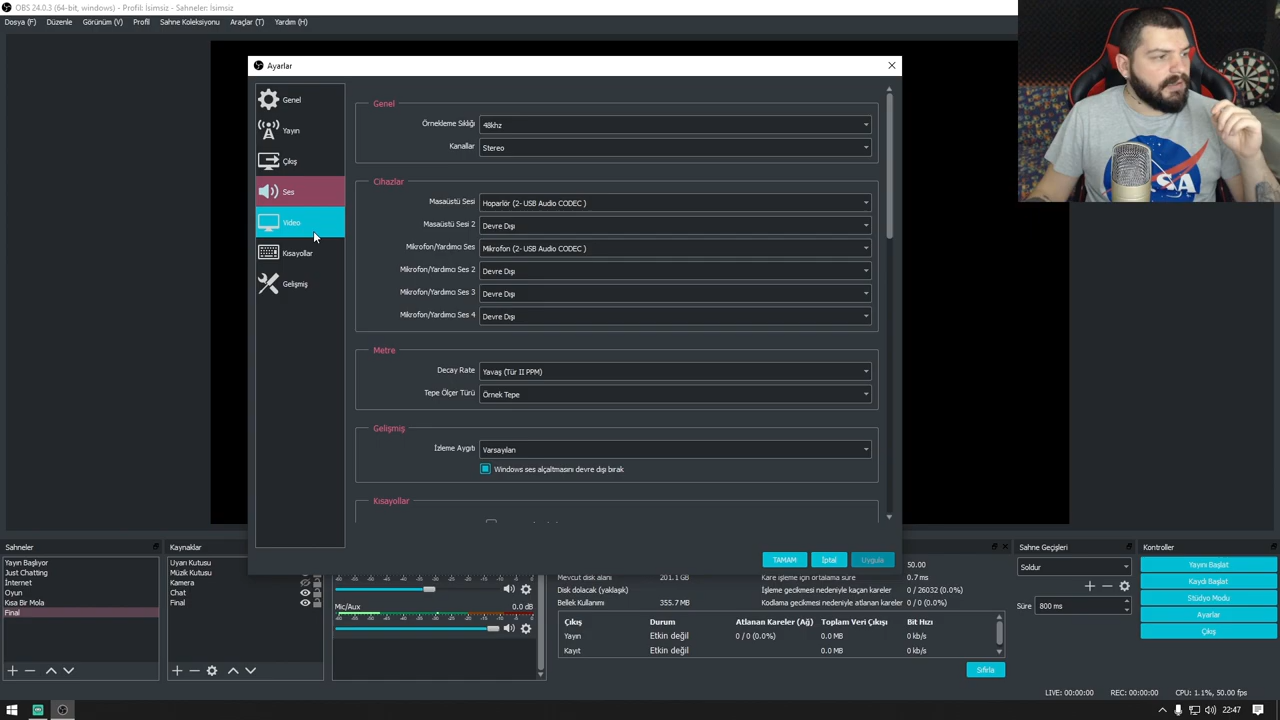 OBS 24.0.3 (64-bit, windows) - Profil: İsimsiz - Sahneler: İsimsiz
Dosya (F) Düzenle Görünüm (V) Profil Sahne Koleksiyonu Araçlar (T) Yardım (H)
Ayarlar
Genel
Yayın
Çıkış
Ses
Video
Kısayollar
Gelişmiş
Genel
Örnekleme Sıklığı 48khz
Kanallar Stereo
Cihazlar
Masaüstü Sesi Hoparlör (2- USB Audio CODEC )
Masaüstü Sesi 2 Devre Dışı
Mikrofon/Yardımcı Ses Mikrofon (2- USB Audio CODEC )
Mikrofon/Yardımcı Ses 2 Devre Dışı
Mikrofon/Yardımcı Ses 3 Devre Dışı
Mikrofon/Yardımcı Ses 4 Devre Dışı
Metre
Decay Rate Yavaş (Tür II PPM)
Tepe Ölçer Türü Örnek Tepe
Gelişmiş
İzleme Aygıtı Varsayılan
Windows ses alçaltmasını devre dışı bırak
Kısayollar
TAMAM İptal Uygula
Sahneler
Yayın Başlıyor
Just Chatting
İnternet
Oyun
Kısa Bir Mola
Final
Kaynaklar
Uyarı Kutusu
Müzik Kutusu
Kamera
Chat
Final
Mic/Aux 0.0 dB
50.00
Mevcut disk alanı 201.1 GB Kare işleme için ortalama süre 0.7 ms
Disk dolacak (yaklaşık) İşleme gecikmesi nedeniyle kaçan kareler 0 / 26032 (0.0%)
Bellek Kullanımı 355.7 MB Kodlama gecikmesi nedeniyle atlanan kareler 0 / 0 (0.0%)
Çıkış Durum Atlanan Kareler (Ağ) Toplam Veri Çıkışı Bit Hızı
Yayın Etkin değil 0 / 0 (0.0%) 0.0 MB 0 kb/s
Kayıt Etkin değil 0.0 MB 0 kb/s
Sıfırla
Sahne Geçişleri
Soldur
Süre 800 ms
Kontroller
Yayını Başlat
Kaydı Başlat
Stüdyo Modu
Ayarlar
Çıkış
LIVE: 00:00:00 REC: 00:00:00 CPU: 1.1%, 50.00 fps
22:47